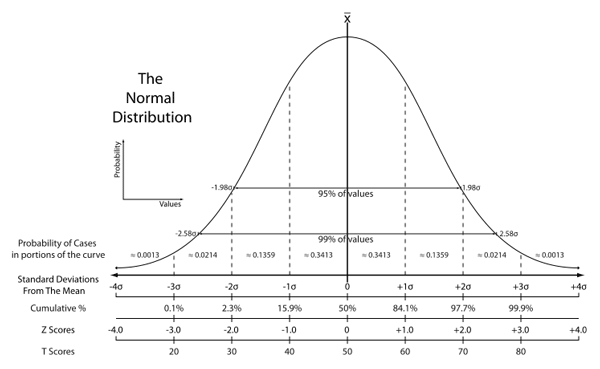 X̅
The
Normal
Distribution
Probability
Values
-1.98σ +1.98σ
95% of values
-2.58σ +2.58σ
99% of values
Probability of Cases
in portions of the curve
≈ 0.0013 ≈ 0.0214 ≈ 0.1359 ≈ 0.3413 ≈ 0.3413 ≈ 0.1359 ≈ 0.0214 ≈ 0.0013
Standard Deviations
From The Mean
-4σ -3σ -2σ -1σ 0 +1σ +2σ +3σ +4σ
Cumulative % 0.1% 2.3% 15.9% 50% 84.1% 97.7% 99.9%
Z Scores -4.0 -3.0 -2.0 -1.0 0 +1.0 +2.0 +3.0 +4.0
T Scores 20 30 40 50 60 70 80